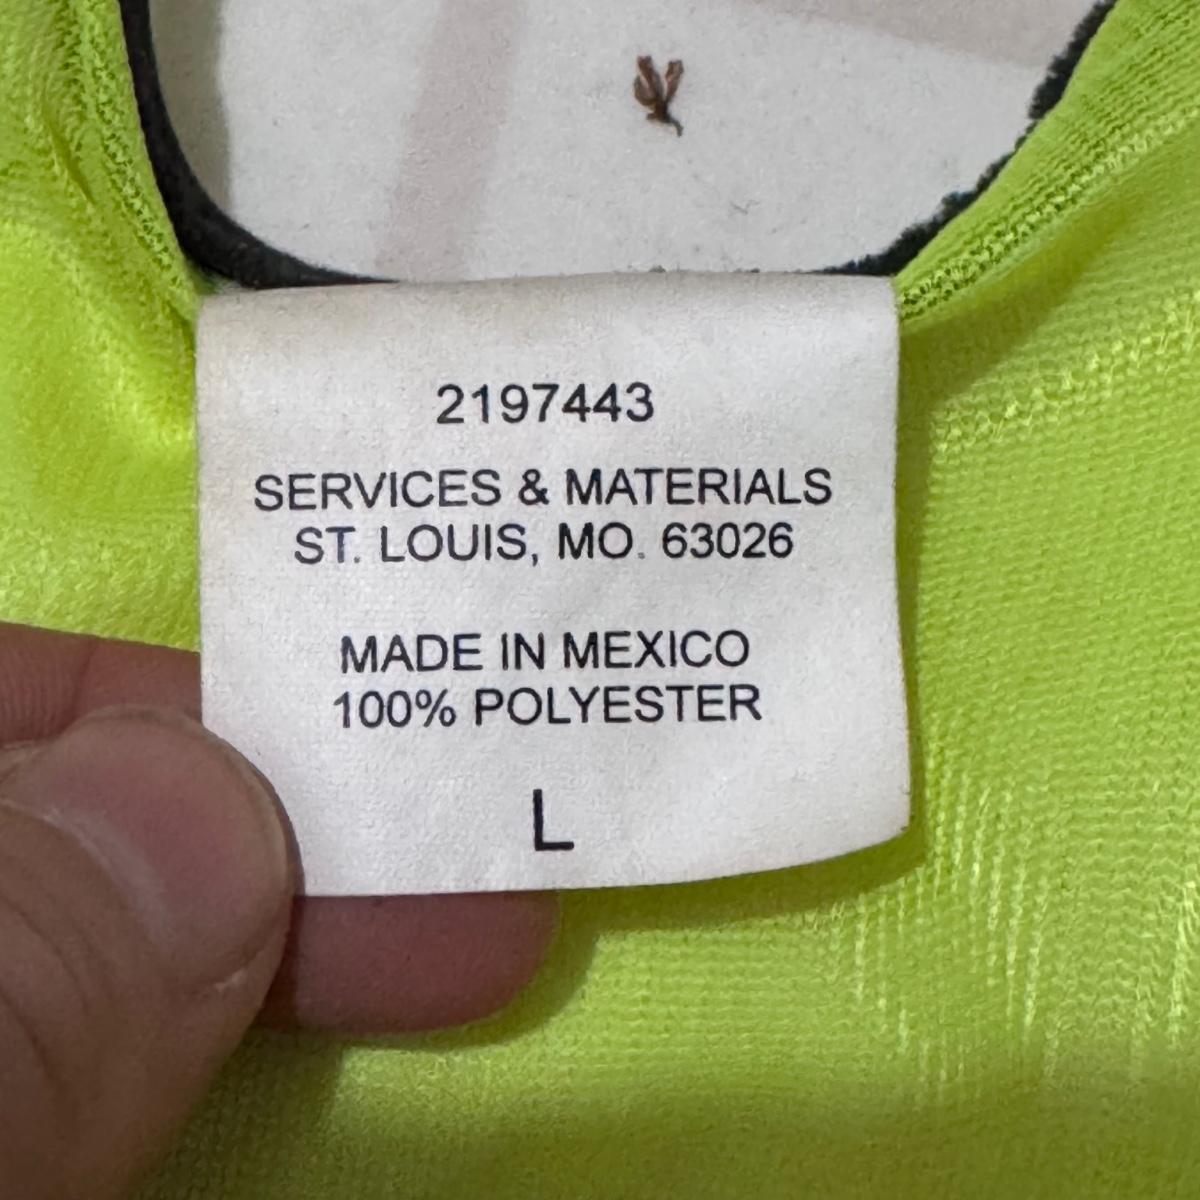 2197443
SERVICES & MATERIALS
ST. LOUIS, MO. 63026
MADE IN MEXICO
100% POLYESTER
L